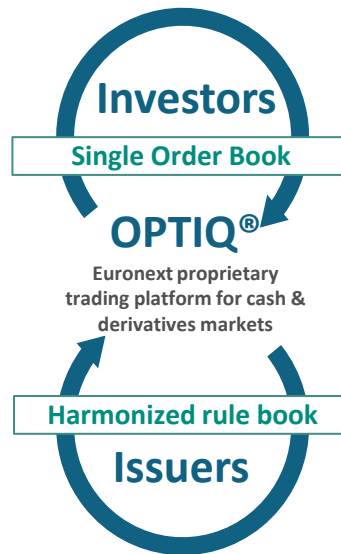 Investors
Single Order Book
OPTIQ®
Euronext proprietary
trading platform for cash &
derivatives markets
Harmonized rule book
Issuers